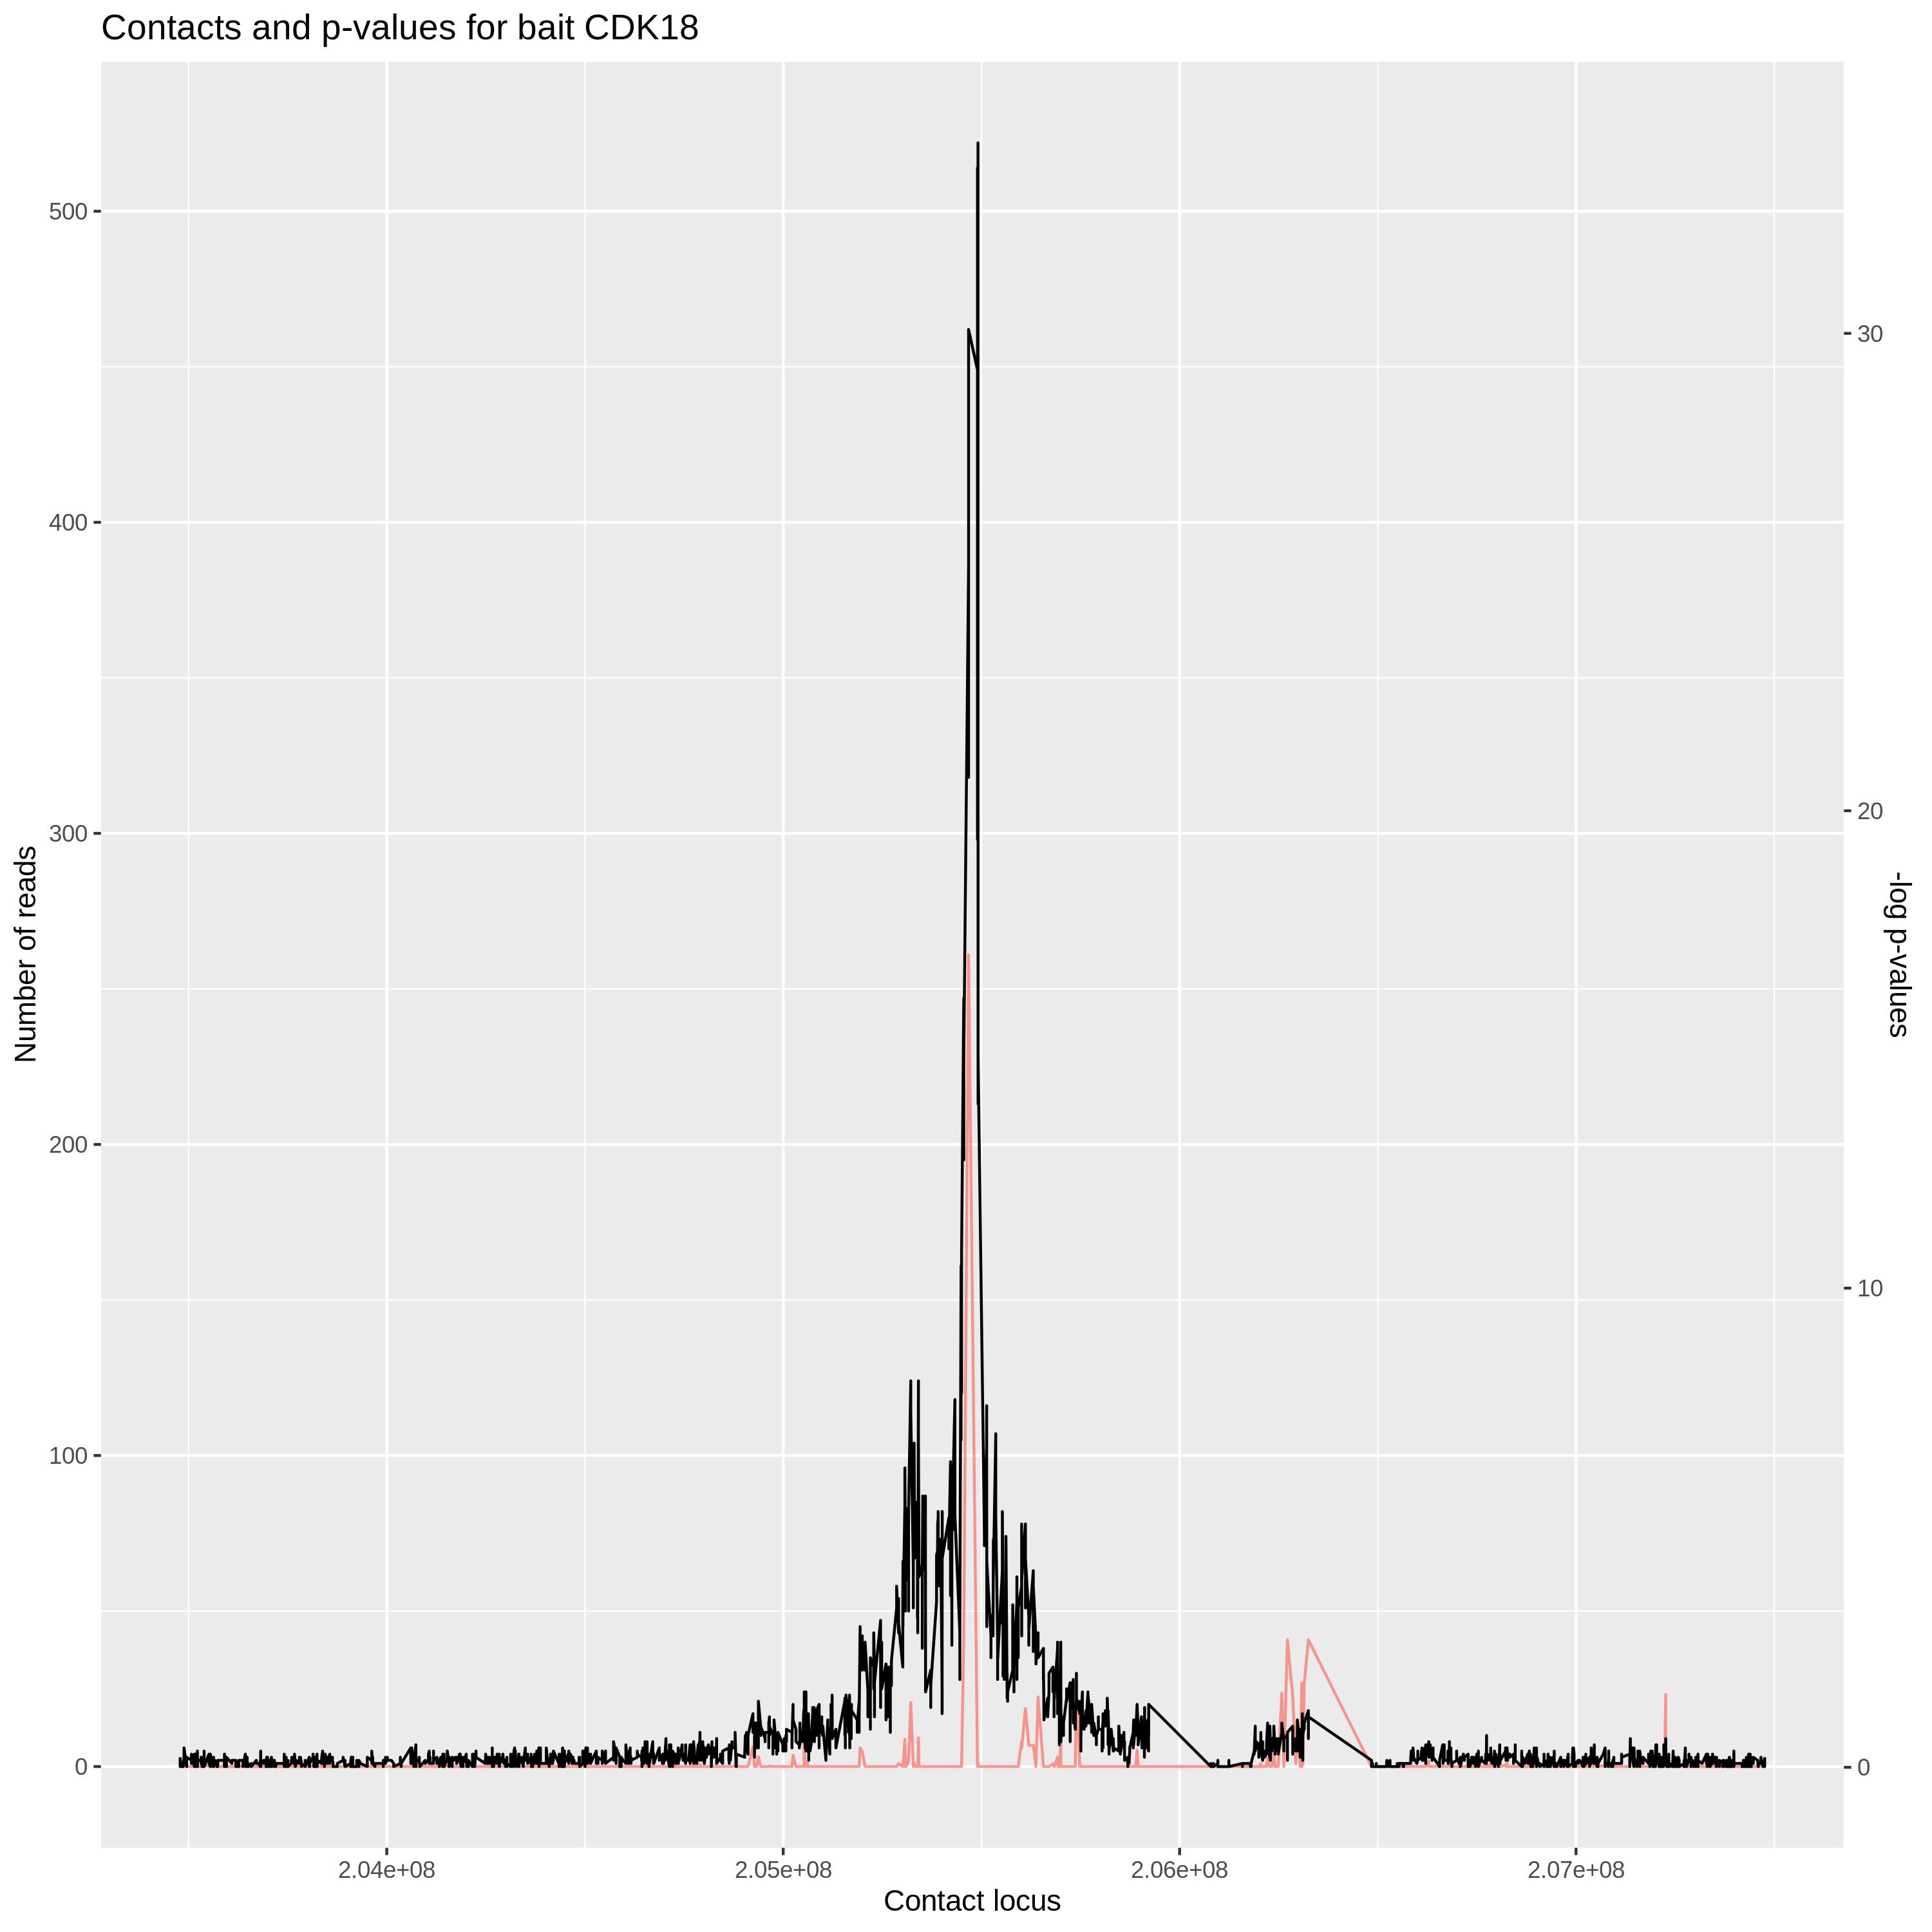 Contacts and p-values for bait CDK18
500
400
300
200
100
0
Number of reads
30
20
10
0
-log p-values
2.04e+08
2.05e+08
2.06e+08
2.07e+08
Contact locus